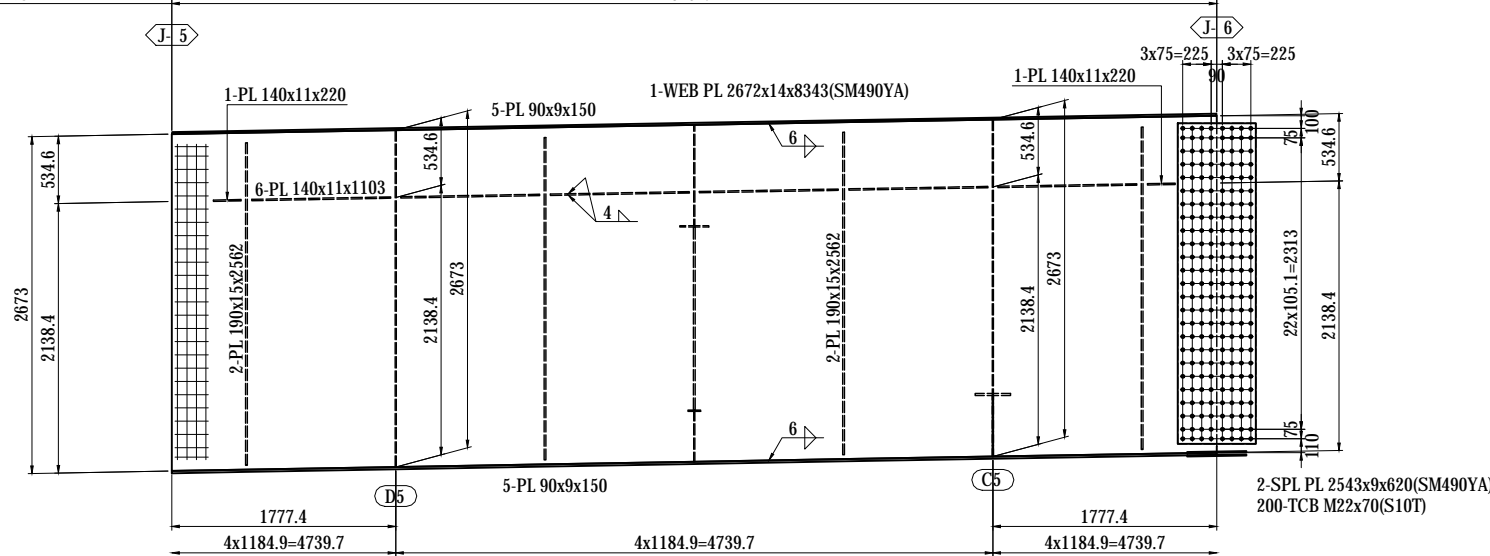 J- 5
J- 6
3x75=225
3x75=225
90
1-PL 140x11x220
5-PL 90x9x150
1-WEB PL 2672x14x8343(SM490YA)
1-PL 140x11x220
534.6
534.6
6
534.6
75
100
534.6
6-PL 140x11x1103
4
2673
2138.4
2-PL 190x15x2562
2138.4
2673
2-PL 190x15x2562
2138.4
2673
22x105.1=2313
2138.4
6
75
110
D5
5-PL 90x9x150
C5
2-SPL PL 2543x9x620(SM490YA)
200-TCB M22x70(S10T)
1777.4
1777.4
4x1184.9=4739.7
4x1184.9=4739.7
4x1184.9=4739.7